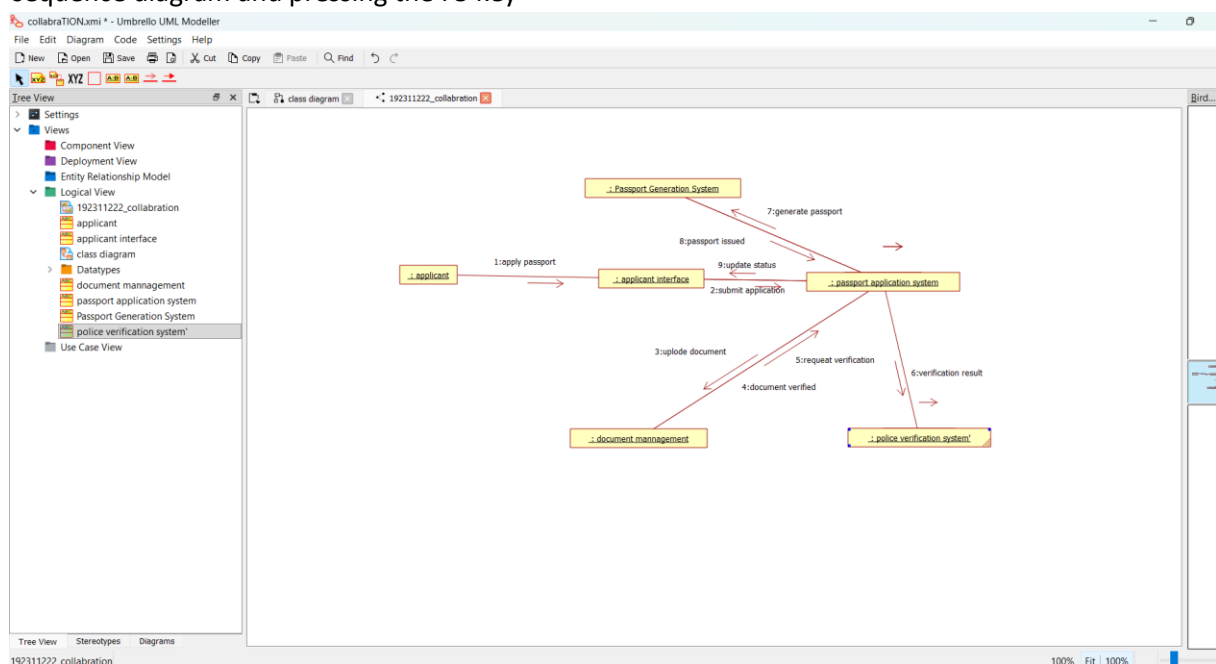 sequence diagram and pressing the F5 key
collabraTION.xmi * - Umbrello UML Modeller
File Edit Diagram Code Settings Help
New Open Save Cut Copy Paste Find
XYZ XYZ A:B A:B
Tree View
class diagram 192311222_collabration
Bird...
Settings
Views
Component View
Deployment View
Entity Relationship Model
Logical View
192311222_collabration
applicant
applicant interface
class diagram
Datatypes
document mannagement
passport application system
Passport Generation System
police verification system'
Use Case View
: Passport Generation System
7:generate passport
8:passport issued
1:apply passport
9:update status
: applicant
: applicant interface
: passport application system
2:submit application
3:uplode document
5:requeat verification
6:verification result
4:document verified
: document mannagement
: police verification system'
Tree View Stereotypes Diagrams
192311222_collabration
100% Fit 100%